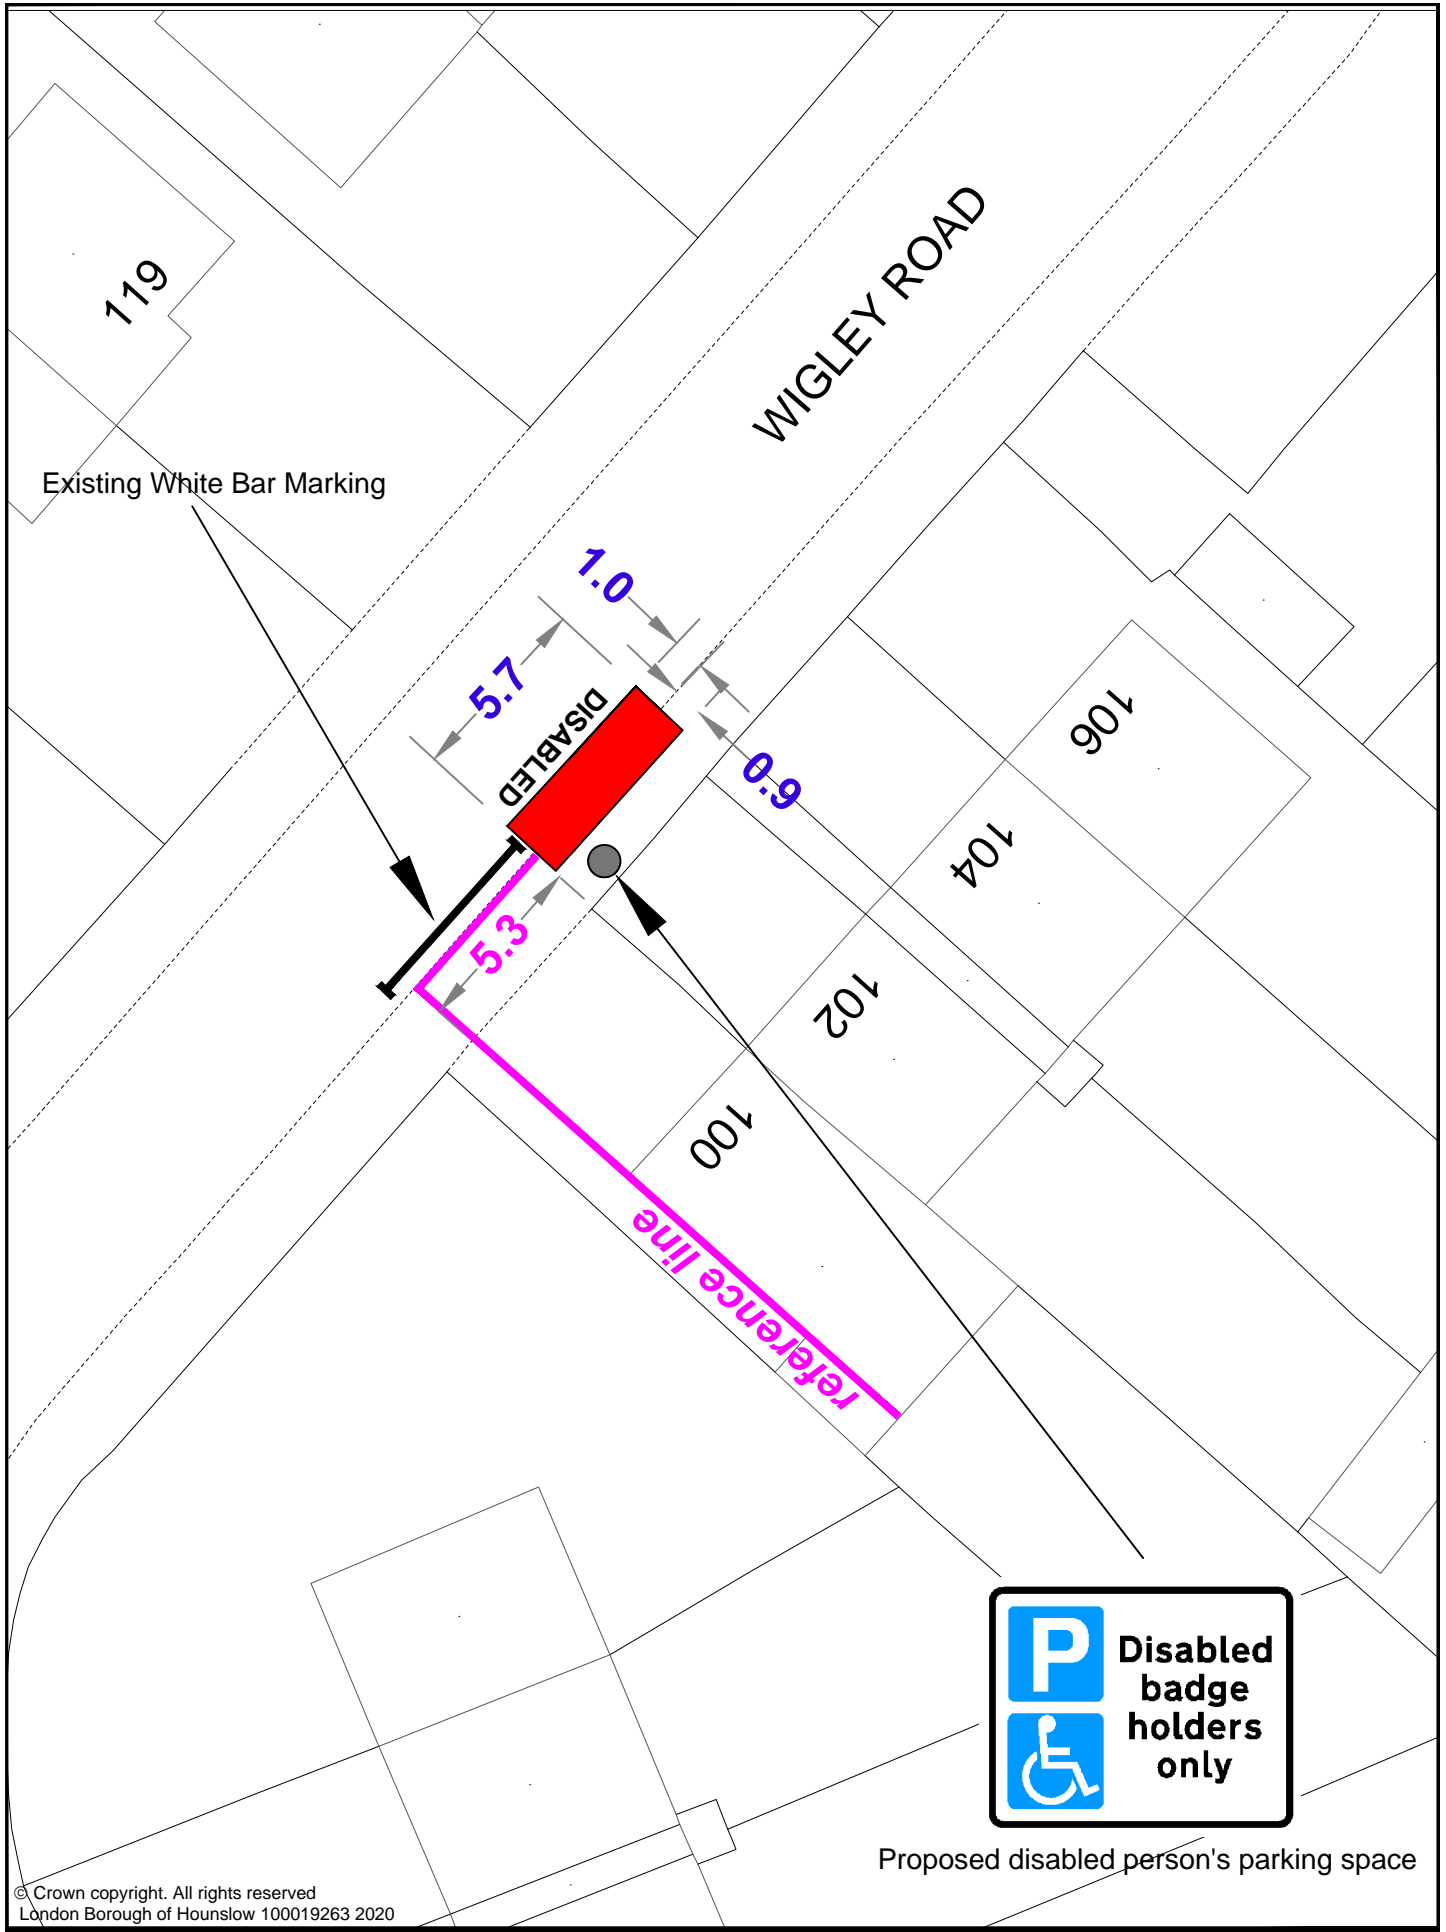 WIGLEY ROAD
119
Existing White Bar Marking
1.0
5.7
DISABLED
0.9
106
104
5.3
102
100
reference line
P
Disabled
badge
holders
only
Proposed disabled person's parking space
© Crown copyright. All rights reserved
London Borough of Hounslow 100019263 2020